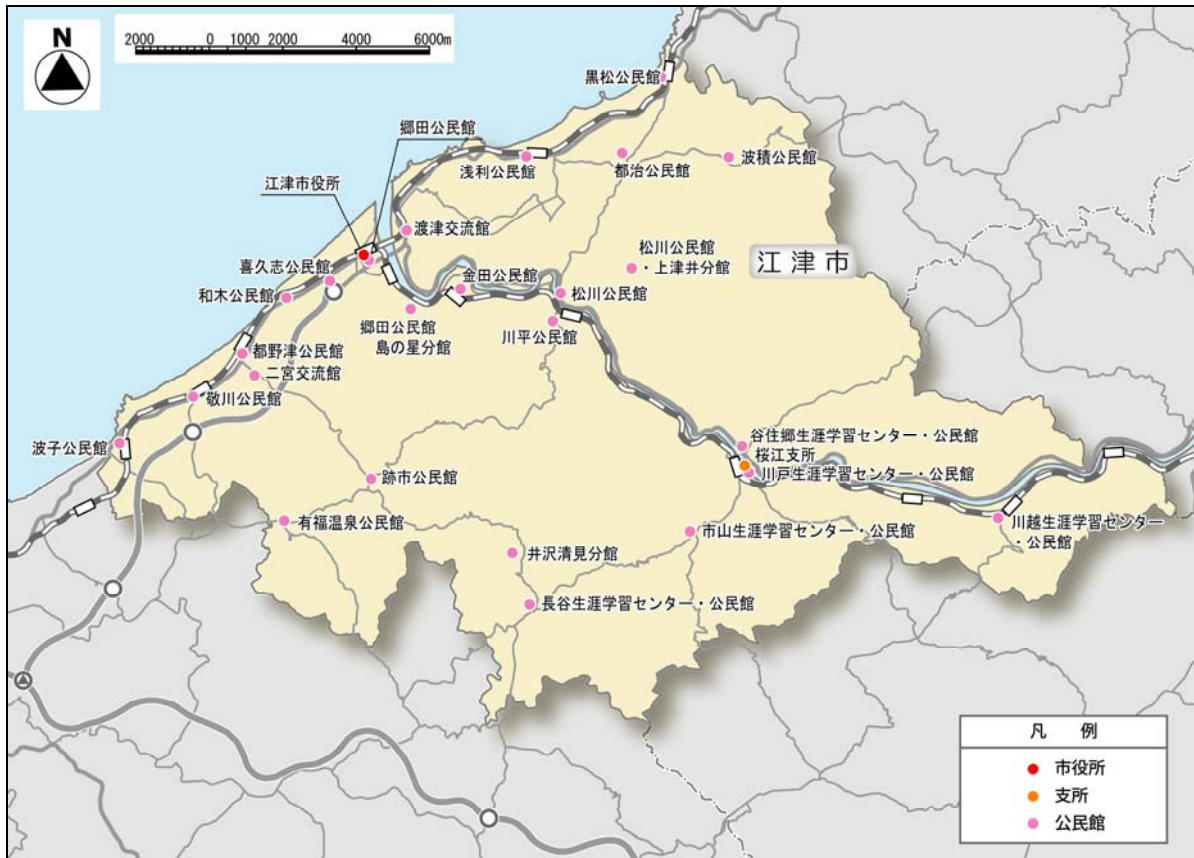 N
2000 0 1000 2000 4000 6000m
黒松公民館
郷田公民館
浅利公民館
都治公民館
波積公民館
江津市役所
渡津交流館
松川公民館
・上津井分館
江津市
喜久志公民館
金田公民館
和木公民館
松川公民館
郷田公民館
島の星分館
川平公民館
都野津公民館
二宮交流館
敬川公民館
波子公民館
谷住郷生涯学習センター・公民館
桜江支所
川戸生涯学習センター・公民館
跡市公民館
有福温泉公民館
市山生涯学習センター・公民館
川越生涯学習センター
・公民館
井沢清見分館
長谷生涯学習センター・公民館
凡 例
市役所
支所
公民館